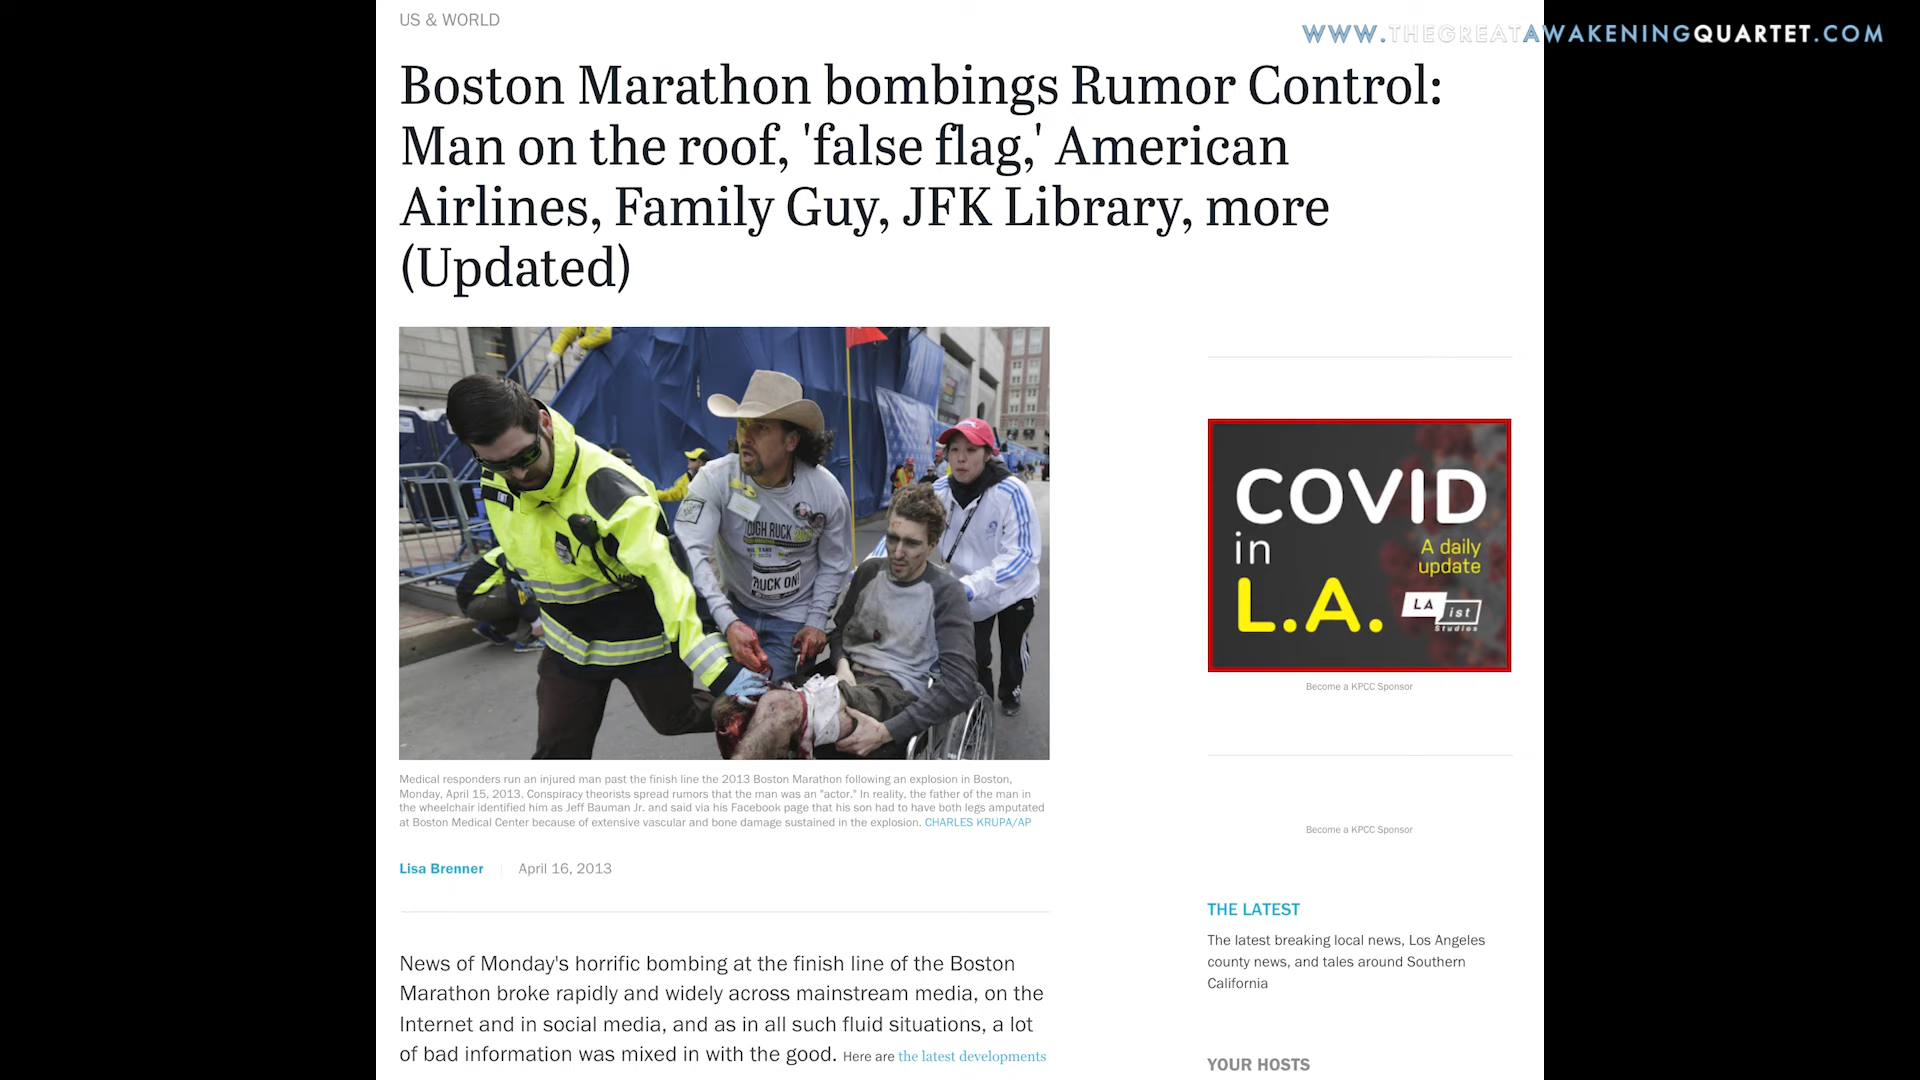 US & WORLD
WWW.THEGREATAWAKENINGQUARTET.COM
Boston Marathon bombings Rumor Control:
Man on the roof, 'false flag,' American
Airlines, Family Guy, JFK Library, more
(Updated)
EMT
TOUGH RUCK
RUCK ON!
Medical responders run an injured man past the finish line the 2013 Boston Marathon following an explosion in Boston,
Monday, April 15, 2013. Conspiracy theorists spread rumors that the man was an "actor." In reality, the father of the man in
the wheelchair identified him as Jeff Bauman Jr. and said via his Facebook page that his son had to have both legs amputated
at Boston Medical Center because of extensive vascular and bone damage sustained in the explosion. CHARLES KRUPA/AP
Lisa Brenner
April 16, 2013
News of Monday's horrific bombing at the finish line of the Boston
Marathon broke rapidly and widely across mainstream media, on the
Internet and in social media, and as in all such fluid situations, a lot
of bad information was mixed in with the good. Here are the latest developments
COVID
in
A daily
update
L.A.
LA
ist
Studios
Become a KPCC Sponsor
Become a KPCC Sponsor
THE LATEST
The latest breaking local news, Los Angeles
county news, and tales around Southern
California
YOUR HOSTS